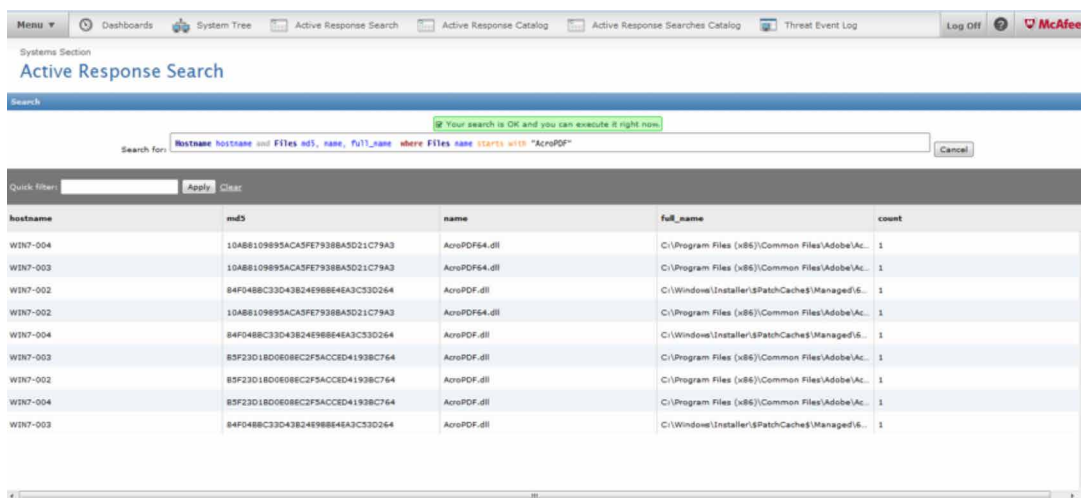 Menu ▼ Dashboards System Tree Active Response Search Active Response Catalog Active Response Searches Catalog Threat Event Log Log Off McAfee
Systems Section
Active Response Search
Search
Your search is OK and you can execute it right now.
Search for: Hostname hostname and Files md5, name, full_name where Files name starts with "AcroPDF" Cancel
Quick filter: Apply Clear
hostname md5 name full_name count
WIN7-004 10AB8109895ACA5FE7938BA5D21C79A3 AcroPDF64.dll C:\Program Files (x86)\Common Files\Adobe\Ac... 1
WIN7-003 10AB8109895ACA5FE7938BA5D21C79A3 AcroPDF64.dll C:\Program Files (x86)\Common Files\Adobe\Ac... 1
WIN7-002 84F04BBC33D43B24E9BBE4EA3C53D264 AcroPDF.dll C:\Windows\Installer\$PatchCache$\Managed\6... 1
WIN7-002 10AB8109895ACA5FE7938BA5D21C79A3 AcroPDF64.dll C:\Program Files (x86)\Common Files\Adobe\Ac... 1
WIN7-004 84F04BBC33D43B24E9BBE4EA3C53D264 AcroPDF.dll C:\Windows\Installer\$PatchCache$\Managed\6... 1
WIN7-003 B5F23D1BD0E08EC2F5ACCED4193BC764 AcroPDF.dll C:\Program Files (x86)\Common Files\Adobe\Ac... 1
WIN7-002 B5F23D1BD0E08EC2F5ACCED4193BC764 AcroPDF.dll C:\Program Files (x86)\Common Files\Adobe\Ac... 1
WIN7-004 B5F23D1BD0E08EC2F5ACCED4193BC764 AcroPDF.dll C:\Program Files (x86)\Common Files\Adobe\Ac... 1
WIN7-003 84F04BBC33D43B24E9BBE4EA3C53D264 AcroPDF.dll C:\Windows\Installer\$PatchCache$\Managed\6... 1